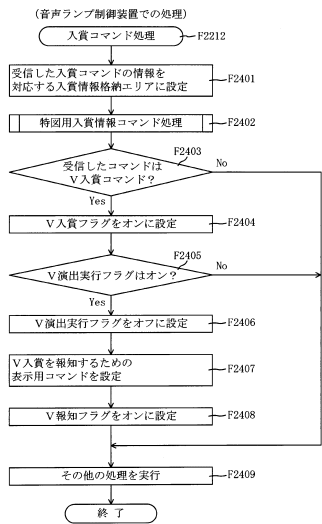 (音声ランプ制御装置での処理)
入賞コマンド処理
F2212
受信した入賞コマンドの情報を
対応する入賞情報格納エリアに設定
F2401
特図用入賞情報コマンド処理
F2402
F2403
受信したコマンドは
V入賞コマンド?
No
Yes
V入賞フラグをオンに設定
F2404
F2405
V演出実行フラグはオン?
No
Yes
V演出実行フラグをオフに設定
F2406
V入賞を報知するための
表示用コマンドを設定
F2407
V報知フラグをオンに設定
F2408
その他の処理を実行
F2409
終了